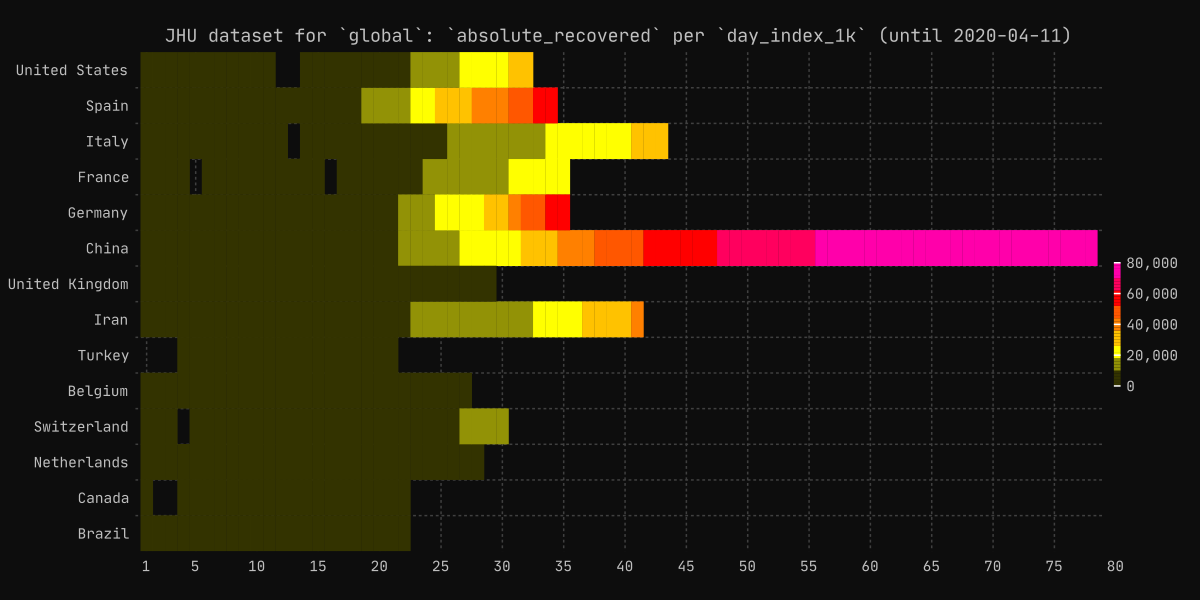 JHU dataset for `global`: `absolute_recovered` per `day_index_1k` (until 2020-04-11)
United States
Spain
Italy
France
Germany
China
United Kingdom
Iran
Turkey
Belgium
Switzerland
Netherlands
Canada
Brazil
80,000
60,000
40,000
20,000
0
1 5 10 15 20 25 30 35 40 45 50 55 60 65 70 75 80